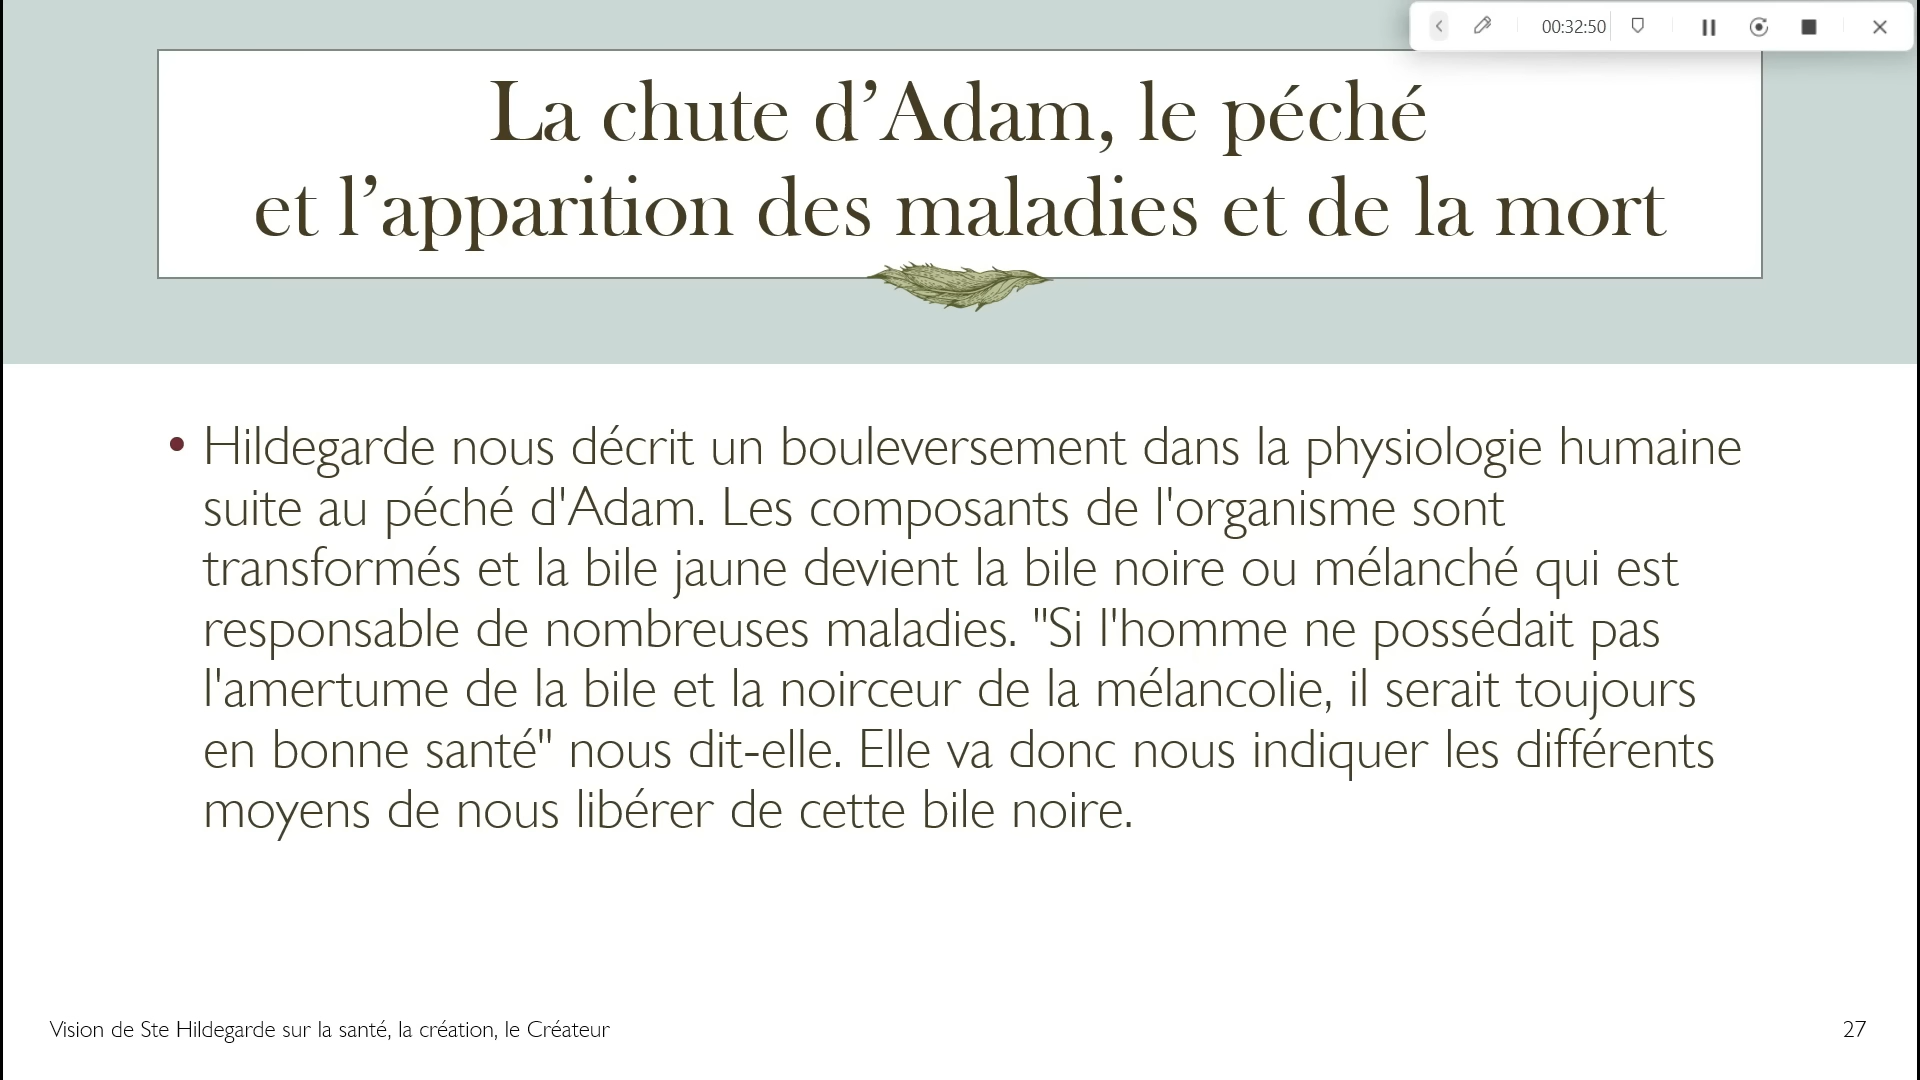 00:32:50
La chute d’Adam, le péché
et l’apparition des maladies et de la mort
• Hildegarde nous décrit un bouleversement dans la physiologie humaine
suite au péché d'Adam. Les composants de l'organisme sont
transformés et la bile jaune devient la bile noire ou mélanché qui est
responsable de nombreuses maladies. "Si l'homme ne possédait pas
l'amertume de la bile et la noirceur de la mélancolie, il serait toujours
en bonne santé" nous dit-elle. Elle va donc nous indiquer les différents
moyens de nous libérer de cette bile noire.
Vision de Ste Hildegarde sur la santé, la création, le Créateur
27